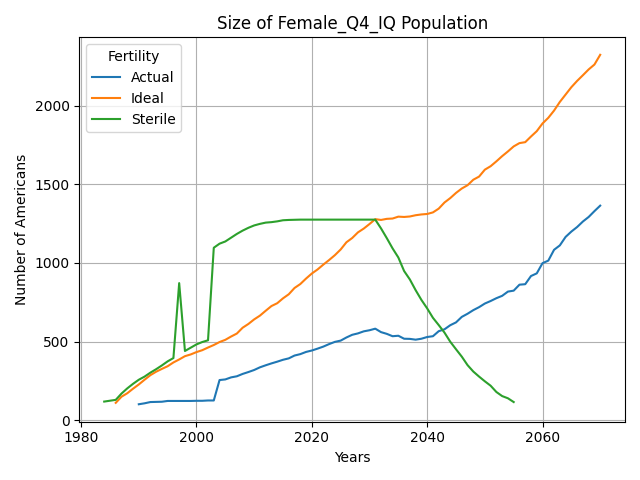 Size of Female_Q4_IQ Population
Fertility
Actual
Ideal
Sterile
Number of Americans
2000
1500
1000
500
0
1980
2000
2020
2040
2060
Years